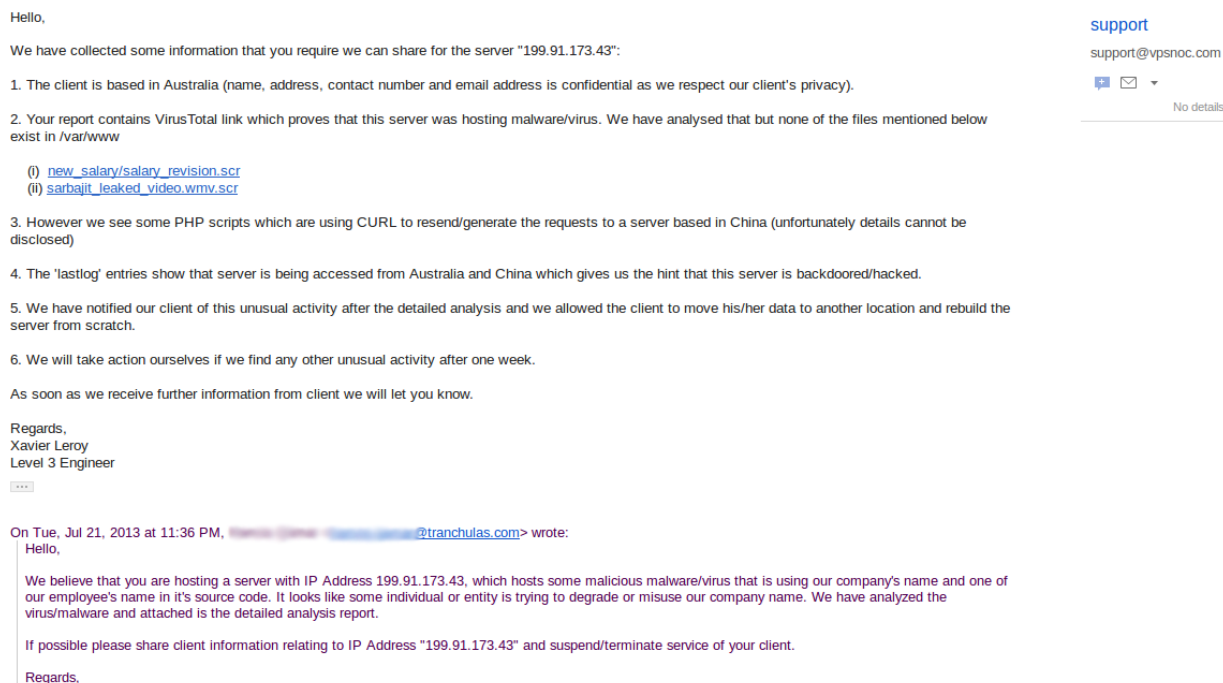 Hello,
We have collected some information that you require we can share for the server "199.91.173.43":
1. The client is based in Australia (name, address, contact number and email address is confidential as we respect our client's privacy).
2. Your report contains VirusTotal link which proves that this server was hosting malware/virus. We have analysed that but none of the files mentioned below
exist in /var/www
(i) new_salary/salary_revision.scr
(ii) sarbajit_leaked_video.wmv.scr
3. However we see some PHP scripts which are using CURL to resend/generate the requests to a server based in China (unfortunately details cannot be
disclosed)
4. The 'lastlog' entries show that server is being accessed from Australia and China which gives us the hint that this server is backdoored/hacked.
5. We have notified our client of this unusual activity after the detailed analysis and we allowed the client to move his/her data to another location and rebuild the
server from scratch.
6. We will take action ourselves if we find any other unusual activity after one week.
As soon as we receive further information from client we will let you know.
Regards,
Xavier Leroy
Level 3 Engineer
On Tue, Jul 21, 2013 at 11:36 PM, @tranchulas.com> wrote:
Hello,
We believe that you are hosting a server with IP Address 199.91.173.43, which hosts some malicious malware/virus that is using our company's name and one of
our employee's name in it's source code. It looks like some individual or entity is trying to degrade or misuse our company name. We have analyzed the
virus/malware and attached is the detailed analysis report.
If possible please share client information relating to IP Address "199.91.173.43" and suspend/terminate service of your client.
Regards,
support
support@vpsnoc.com
No details